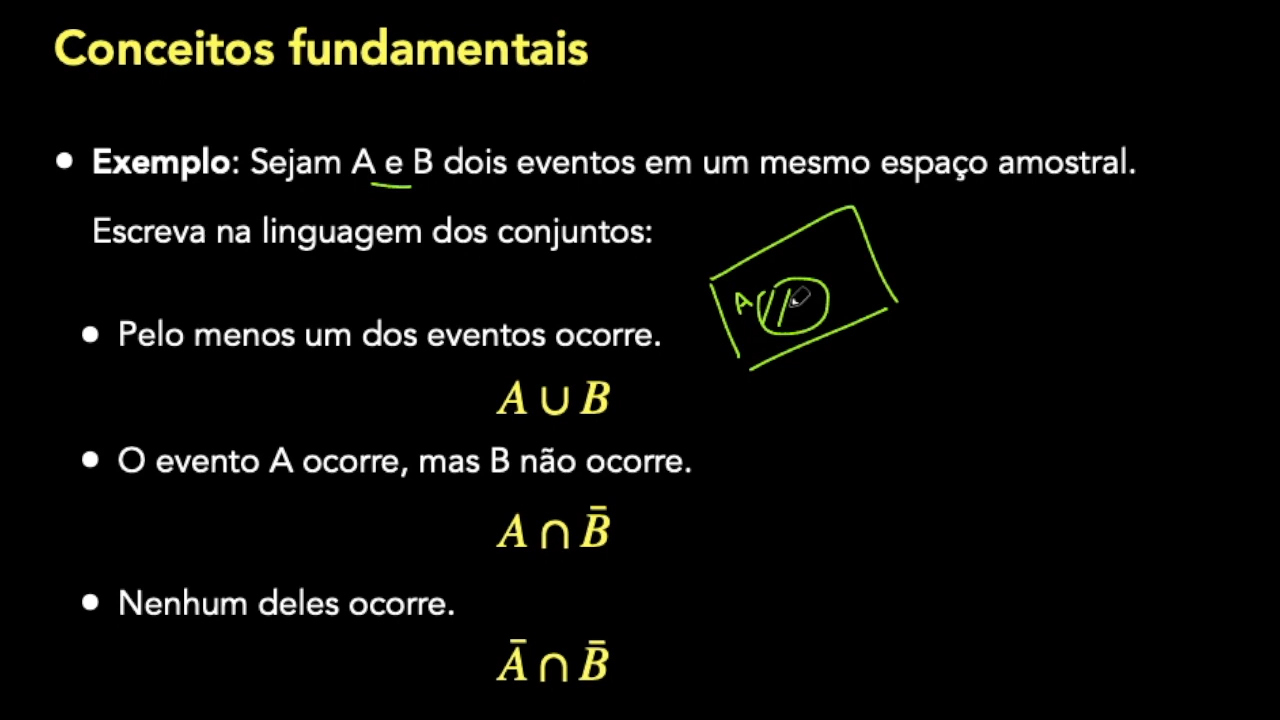 Conceitos fundamentais
• Exemplo: Sejam A e B dois eventos em um mesmo espaço amostral.
Escreva na linguagem dos conjuntos:
A
• Pelo menos um dos eventos ocorre.
A ∪ B
• O evento A ocorre, mas B não ocorre.
A ∩ B̄
• Nenhum deles ocorre.
Ā ∩ B̄